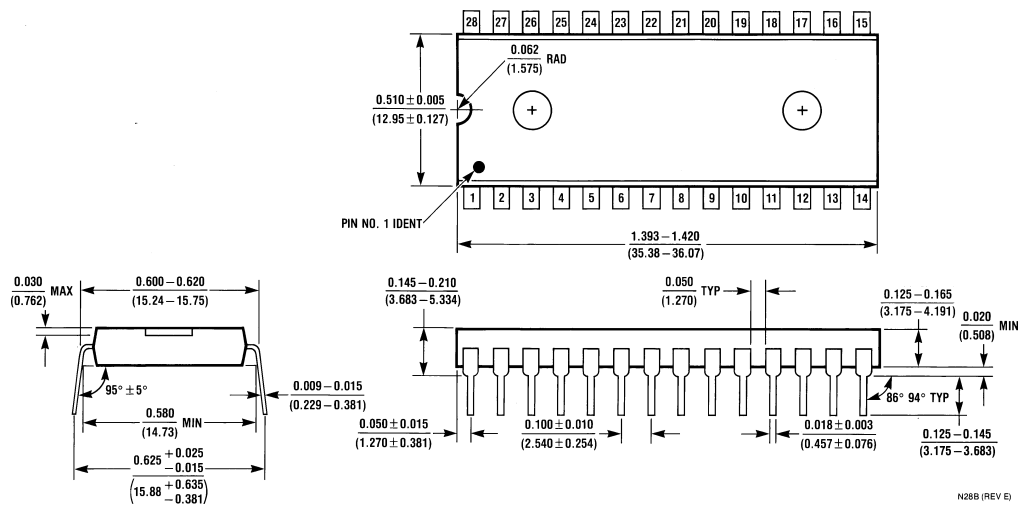 28 27 26 25 24 23 22 21 20 19 18 17 16 15
0.062
(1.575)
RAD
0.510 ± 0.005
(12.95 ± 0.127)
PIN NO. 1 IDENT
1 2 3 4 5 6 7 8 9 10 11 12 13 14
1.393 – 1.420
(35.38 – 36.07)
0.030
(0.762)
MAX
0.600 – 0.620
(15.24 – 15.75)
95° ± 5°
0.009 – 0.015
(0.229 – 0.381)
0.580
(14.73)
MIN
0.625 + 0.025
– 0.015
(15.88 + 0.635
– 0.381)
0.145 – 0.210
(3.683 – 5.334)
0.050
(1.270)
TYP
0.125 – 0.165
(3.175 – 4.191)
0.020
(0.508)
MIN
86° 94° TYP
0.050 ± 0.015
(1.270 ± 0.381)
0.100 ± 0.010
(2.540 ± 0.254)
0.018 ± 0.003
(0.457 ± 0.076)
0.125 – 0.145
(3.175 – 3.683)
N28B (REV E)